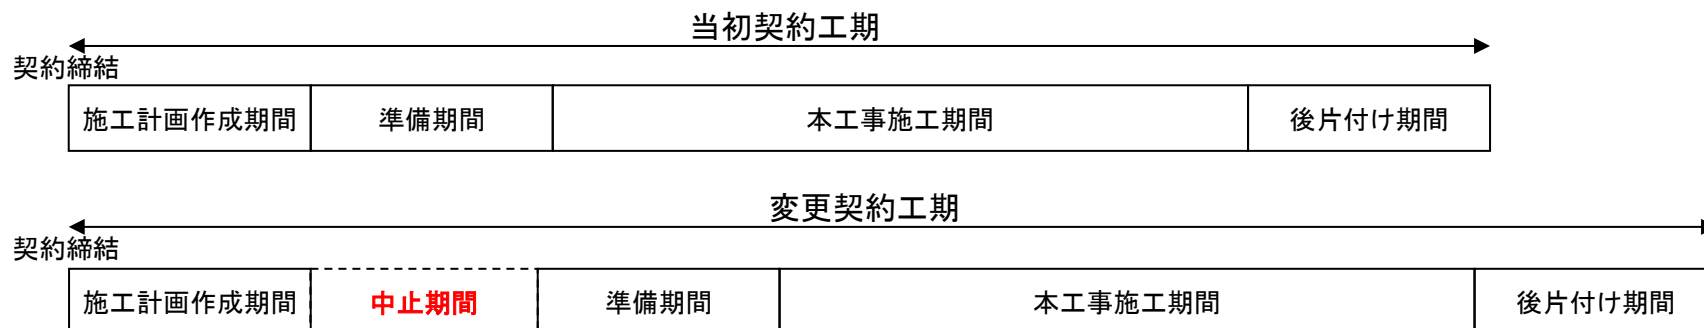 当初契約工期
契約締結
施工計画作成期間 準備期間 本工事施工期間 後片付け期間
変更契約工期
契約締結
施工計画作成期間 中止期間 準備期間 本工事施工期間 後片付け期間